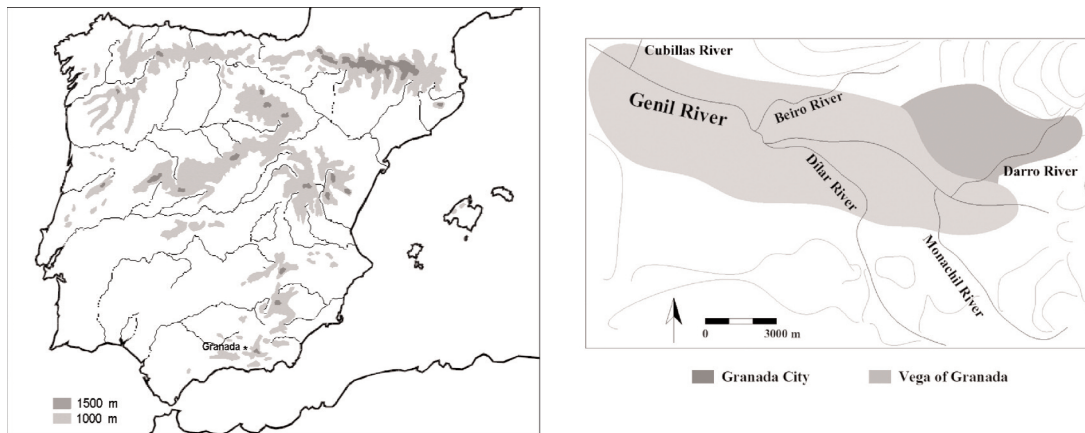 Granada
1500 m
1000 m
Cubillas River
Genil River
Beiro River
Darro River
Dílar River
Monachil River
0 3000 m
Granada City
Vega of Granada